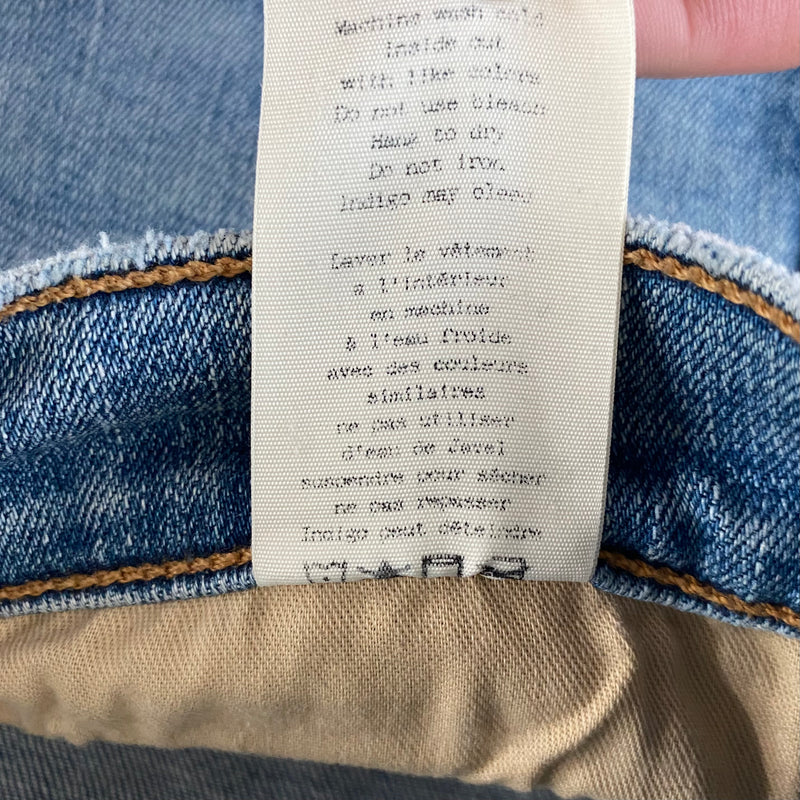 Machine wash cold
inside out
with like colors
Do not use bleach
Hang to dry
Do not iron
Indigo may bleed
Laver le vêtement
à l'intérieur
en machine
à l'eau froide
avec des couleurs
similaires
ne pas utiliser
d'eau de Javel
suspendre pour sécher
ne pas repasser
Indigo peut déteindre